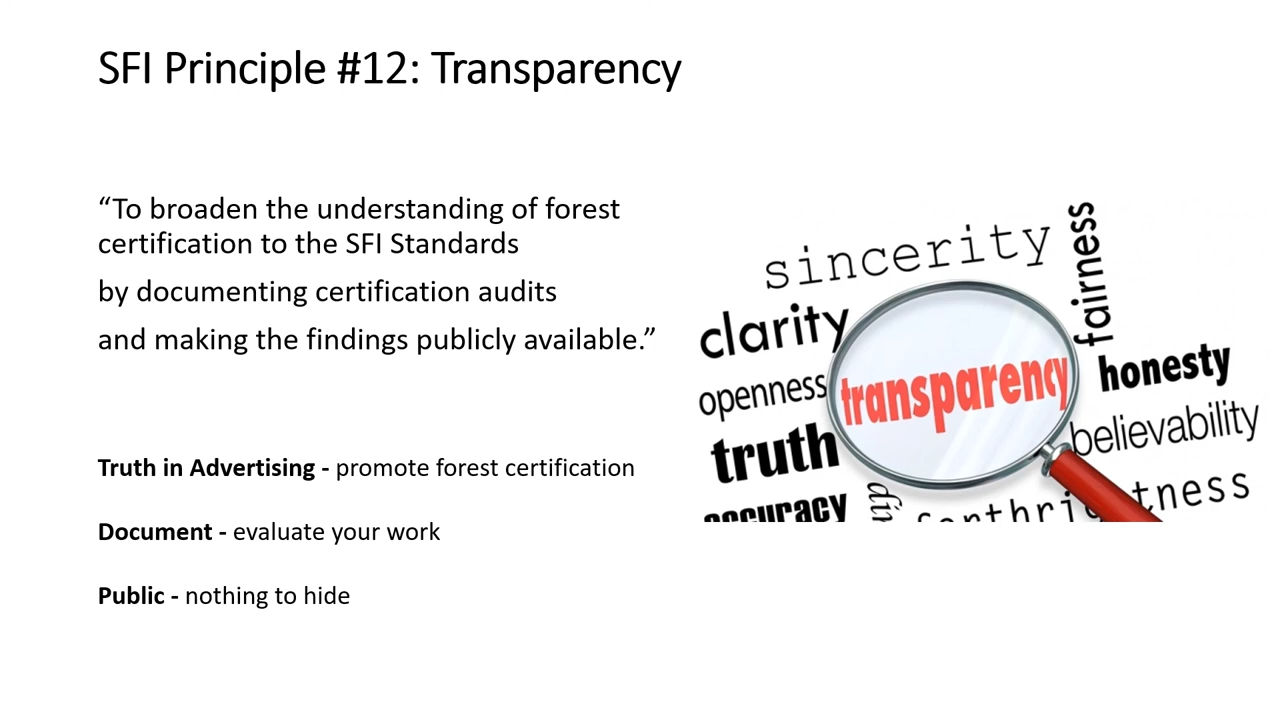 SFI Principle #12: Transparency
“To broaden the understanding of forest
certification to the SFI Standards
by documenting certification audits
and making the findings publicly available.”
Truth in Advertising - promote forest certification
Document - evaluate your work
Public - nothing to hide
sincerity
fairness
clarity
openness
transparency
honesty
truth
believability
accuracy